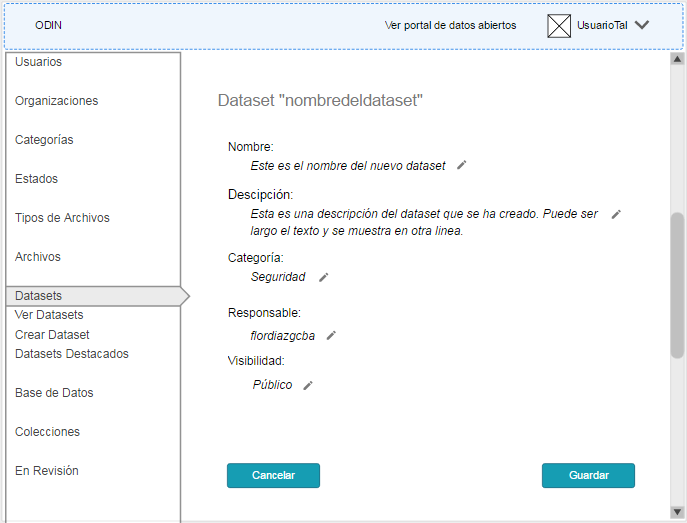 ODIN
Ver portal de datos abiertos
UsuarioTal
Usuarios
Organizaciones
Categorías
Estados
Tipos de Archivos
Archivos
Datasets
Ver Datasets
Crear Dataset
Datasets Destacados
Base de Datos
Colecciones
En Revisión
Dataset "nombredeldataset"
Nombre:
Este es el nombre del nuevo dataset
Descipción:
Esta es una descripción del dataset que se ha creado. Puede ser
largo el texto y se muestra en otra linea.
Categoría:
Seguridad
Responsable:
flordiazgcba
Visibilidad:
Público
Cancelar
Guardar